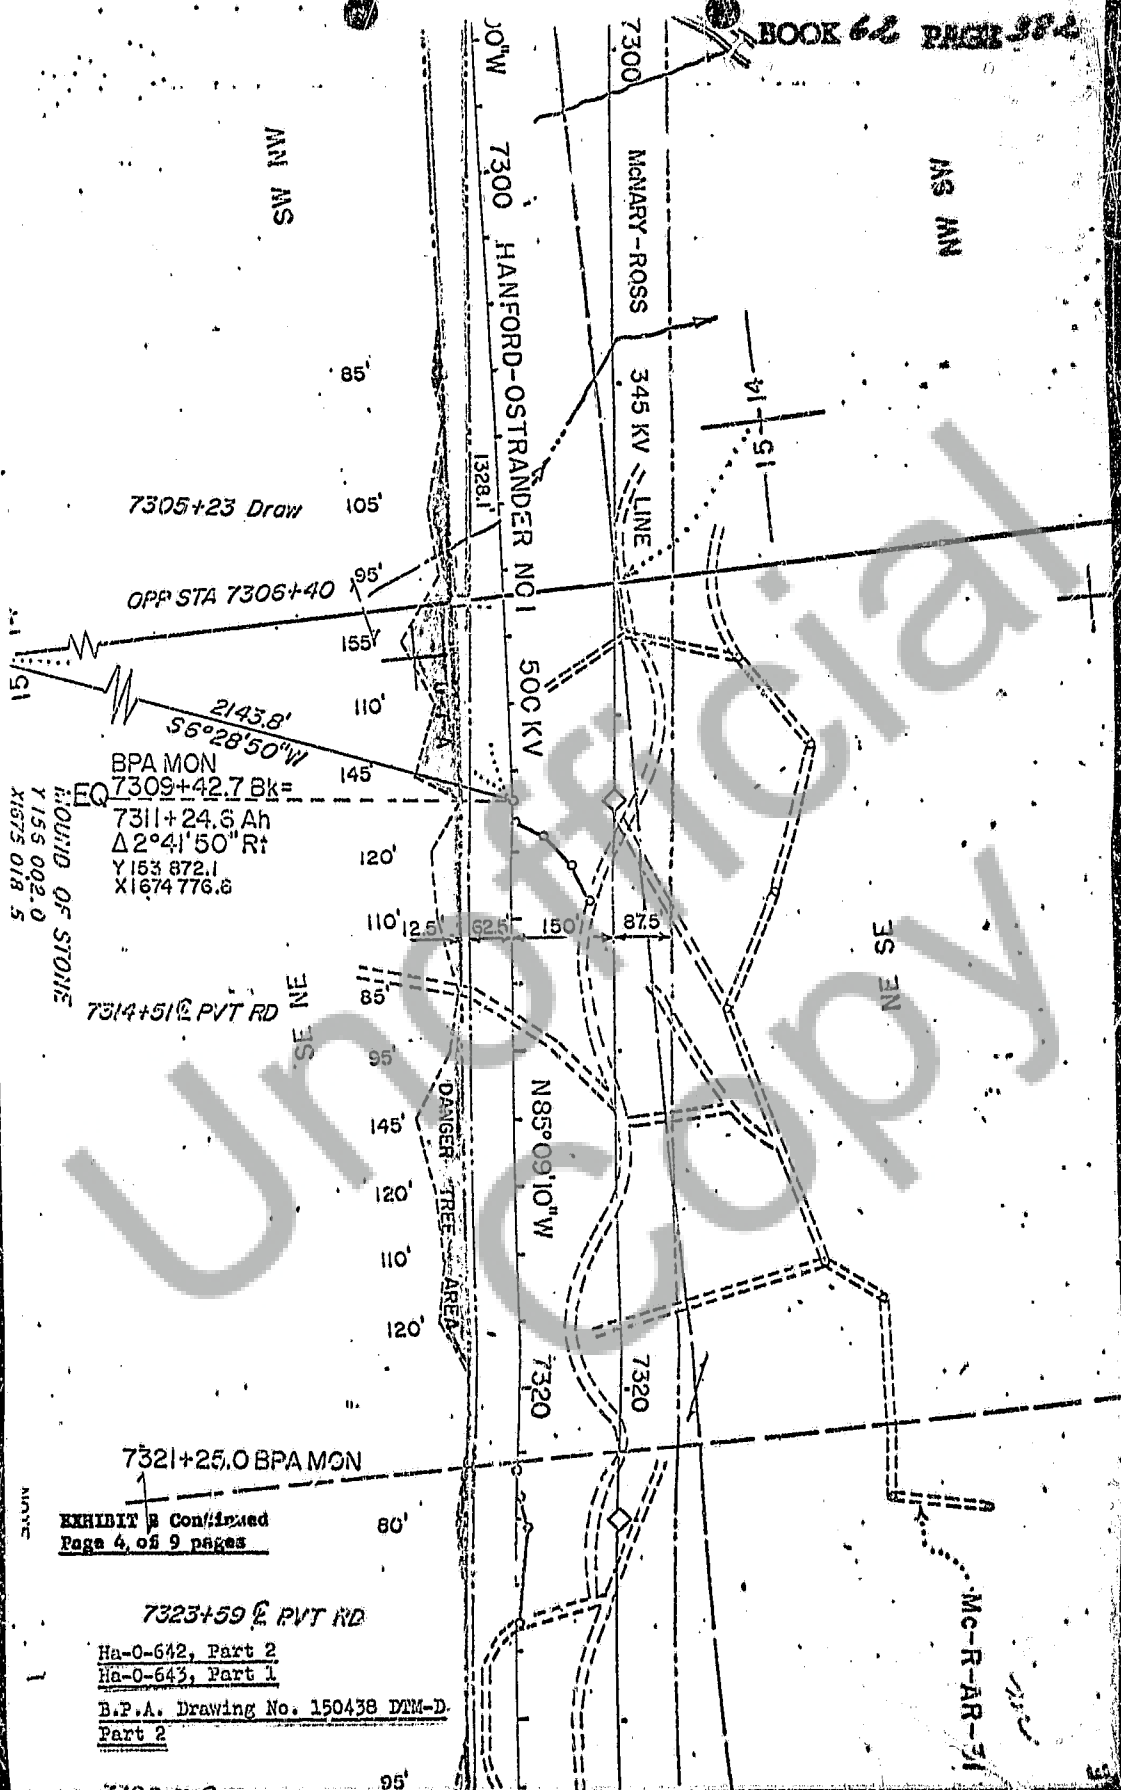 BOOK 62 PAGE 382
00"W
7300
7300
SW NW
NW SW
McNARY-ROSS 345 KV LINE
HANFORD-OSTRANDER NO 1 500 KV
85'
14
15
1328.1'
7305+23 Draw
105'
95'
OPP STA 7306+40
155'
15
110'
2143.8'
S6°28'50"W
145'
BPA MON
EQ 7309+42.7 Bk=
7311+24.6 Ah
Δ 2°41'50" Rt
Y 153 872.1
X 1674 776.6
MOUND OF STONE
Y 155 002.0
X1675 018 5
120'
110'
12.5'
62.5'
150'
87.5
NE SE
SE NE
85'
7314+51 ℄ PVT RD
95'
N85°09'10"W
DANGER TREE AREA
145'
120'
110'
120'
7320
7320
7321+25.0 BPA MON
EXHIBIT B Continued
Page 4 of 9 pages
80'
7323+59 ℄ PVT RD
Mc-R-AR-31
Ha-O-642, Part 2
Ha-O-643, Part 1
B.P.A. Drawing No. 150438 DTM-D
Part 2
95'
Unofficial
Copy